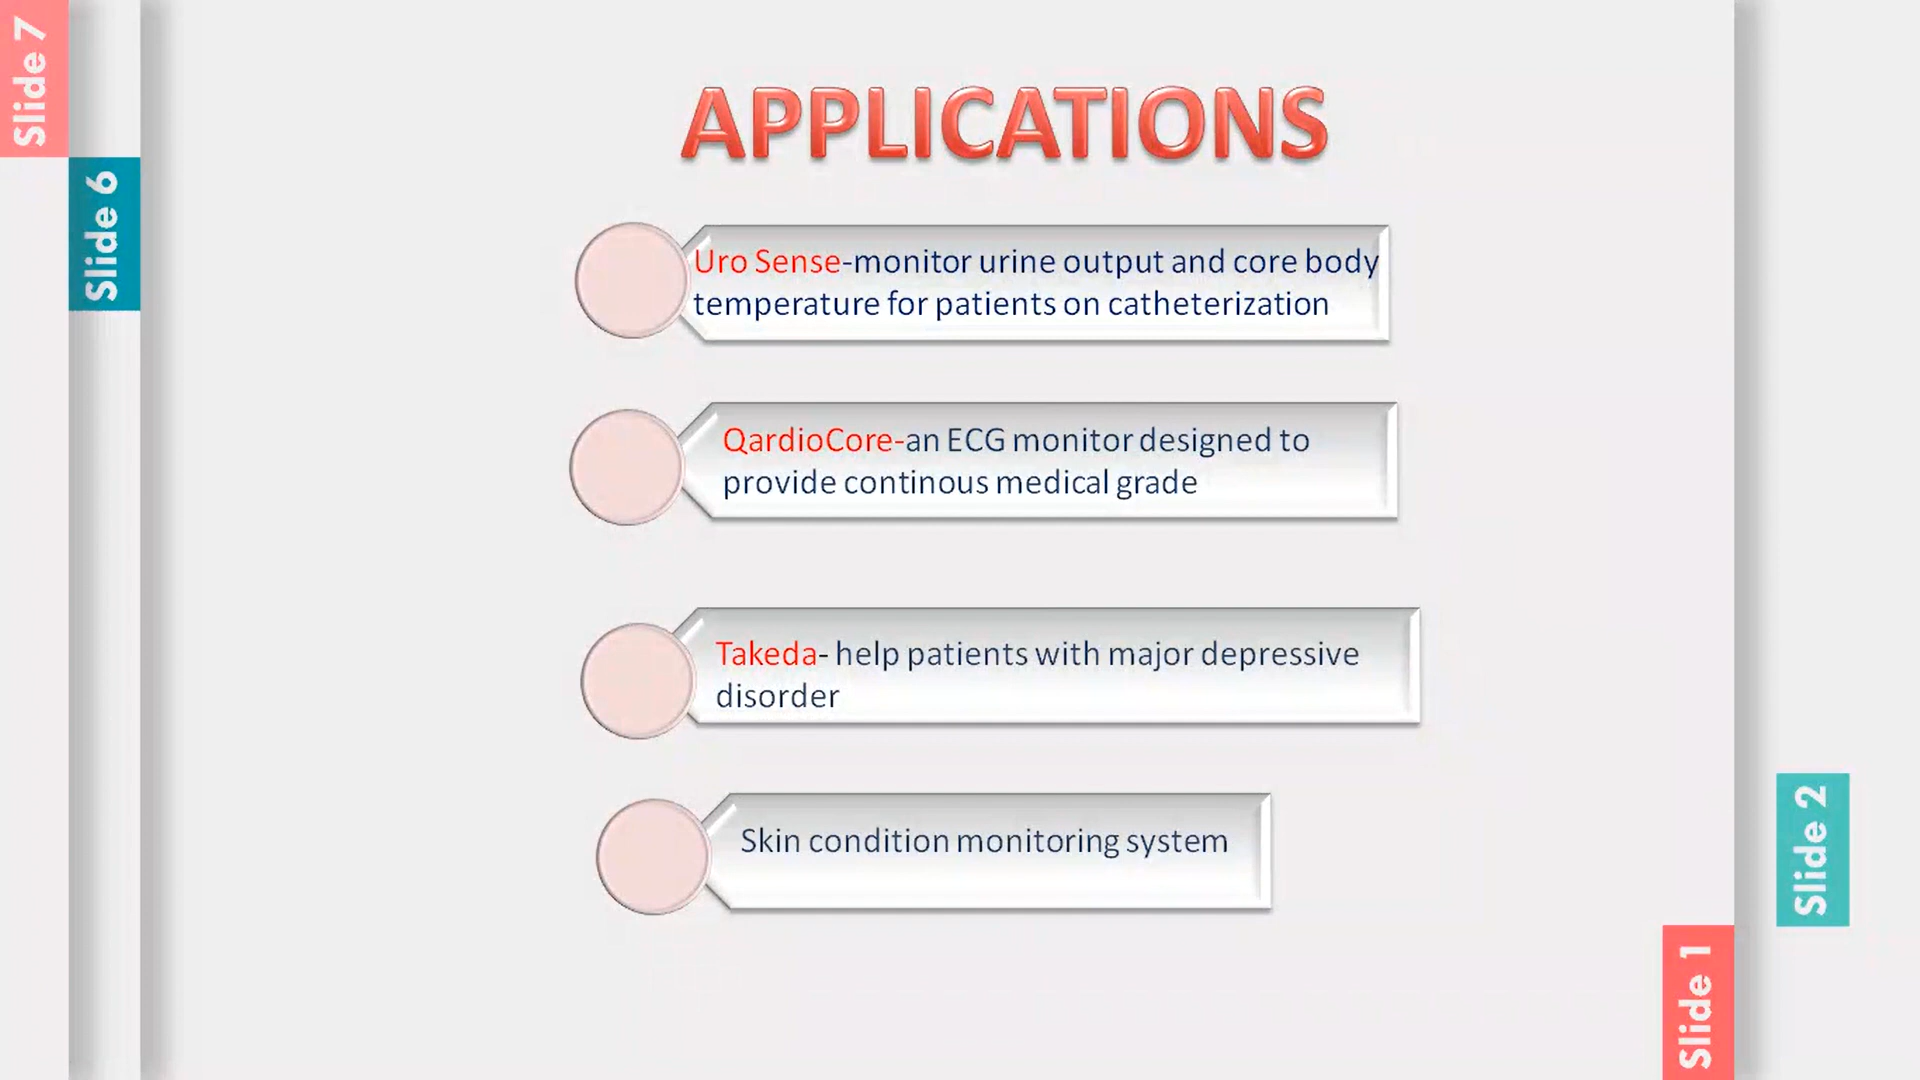 Slide 7
Slide 6
APPLICATIONS
Uro Sense-monitor urine output and core body
temperature for patients on catheterization
QardioCore-an ECG monitor designed to
provide continous medical grade
Takeda- help patients with major depressive
disorder
Skin condition monitoring system
Slide 2
Slide 1